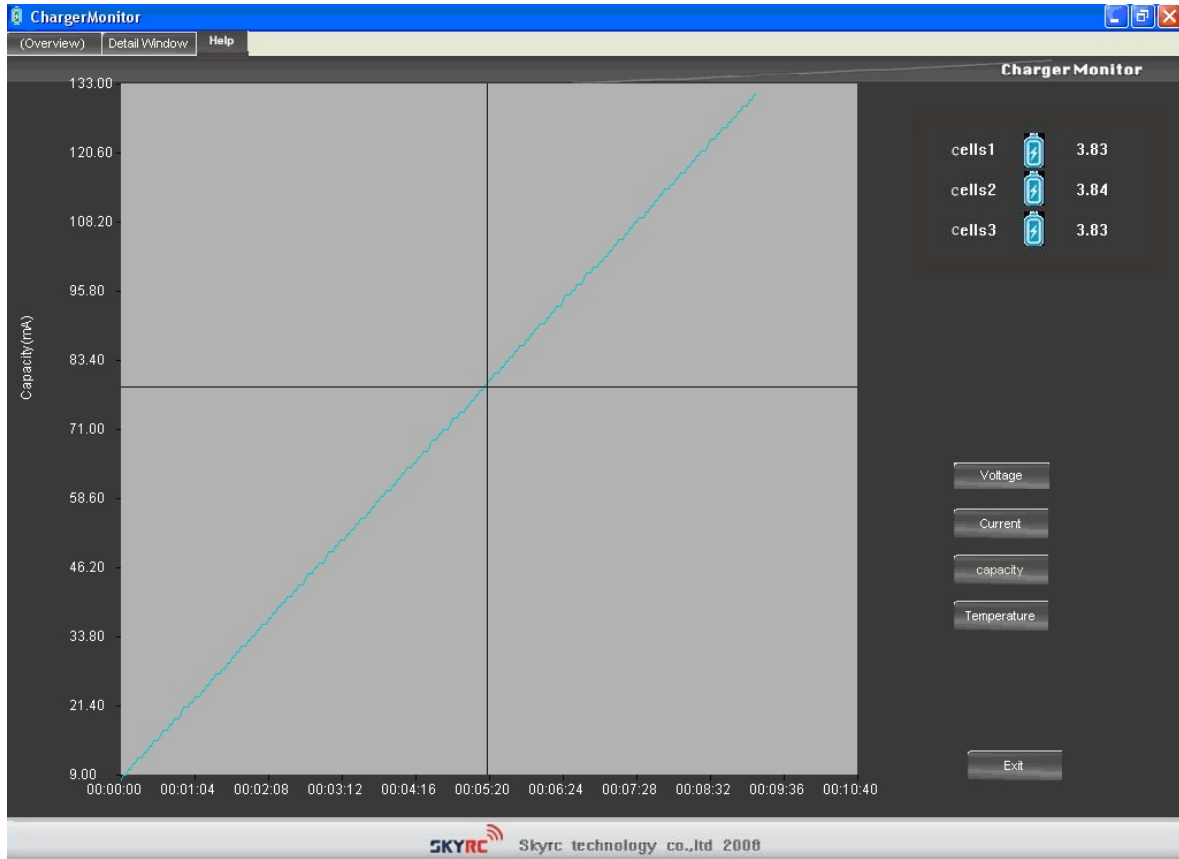 ChargerMonitor
(Overview) Detail Window Help
Charger Monitor
133.00
120.60
108.20
95.80
83.40
71.00
58.60
46.20
33.80
21.40
9.00
Capacity(mA)
00:00:00 00:01:04 00:02:08 00:03:12 00:04:16 00:05:20 00:06:24 00:07:28 00:08:32 00:09:36 00:10:40
cells1 3.83
cells2 3.84
cells3 3.83
Voltage
Current
capacity
Temperature
Exit
SKYRC Skyrc technology co.,ltd 2008